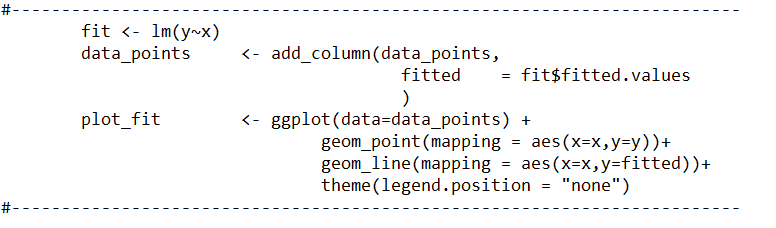 #-------------------------------------------------------------------------
fit <- lm(y~x)
data_points     <- add_column(data_points,
fitted    = fit$fitted.values
)
plot_fit        <- ggplot(data=data_points) +
geom_point(mapping = aes(x=x,y=y))+
geom_line(mapping = aes(x=x,y=fitted))+
theme(legend.position = "none")
#-------------------------------------------------------------------------